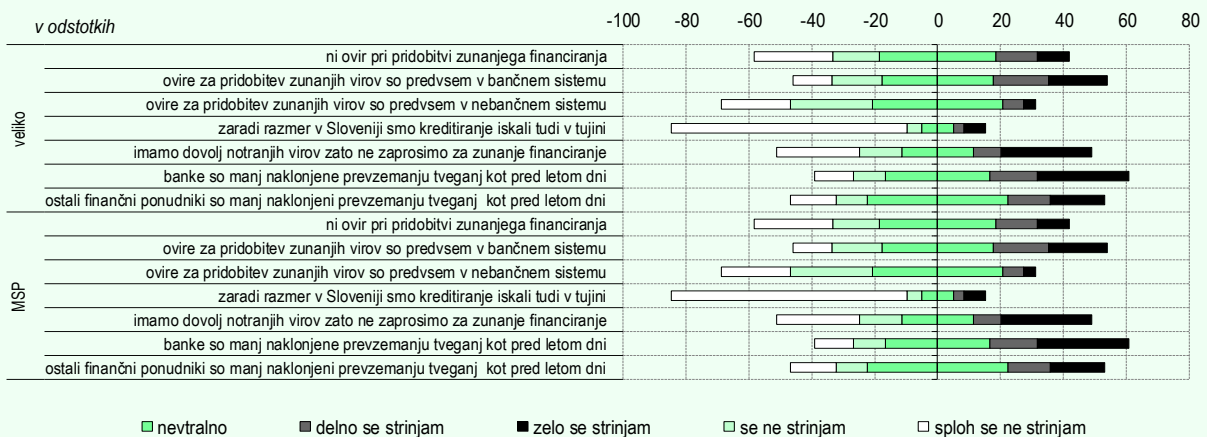 v odstotkih
-100 -80 -60 -40 -20 0 20 40 60 80
veliko
ni ovir pri pridobitvi zunanjega financiranja
ovire za pridobitev zunanjih virov so predvsem v bančnem sistemu
ovire za pridobitev zunanjih virov so predvsem v nebančnem sistemu
zaradi razmer v Sloveniji smo kreditiranje iskali tudi v tujini
imamo dovolj notranjih virov zato ne zaprosimo za zunanje financiranje
banke so manj naklonjene prevzemanju tveganj kot pred letom dni
ostali finančni ponudniki so manj naklonjeni prevzemanju tveganj kot pred letom dni
MSP
ni ovir pri pridobitvi zunanjega financiranja
ovire za pridobitev zunanjih virov so predvsem v bančnem sistemu
ovire za pridobitev zunanjih virov so predvsem v nebančnem sistemu
zaradi razmer v Sloveniji smo kreditiranje iskali tudi v tujini
imamo dovolj notranjih virov zato ne zaprosimo za zunanje financiranje
banke so manj naklonjene prevzemanju tveganj kot pred letom dni
ostali finančni ponudniki so manj naklonjeni prevzemanju tveganj kot pred letom dni
nevtralno delno se strinjam zelo se strinjam se ne strinjam sploh se ne strinjam